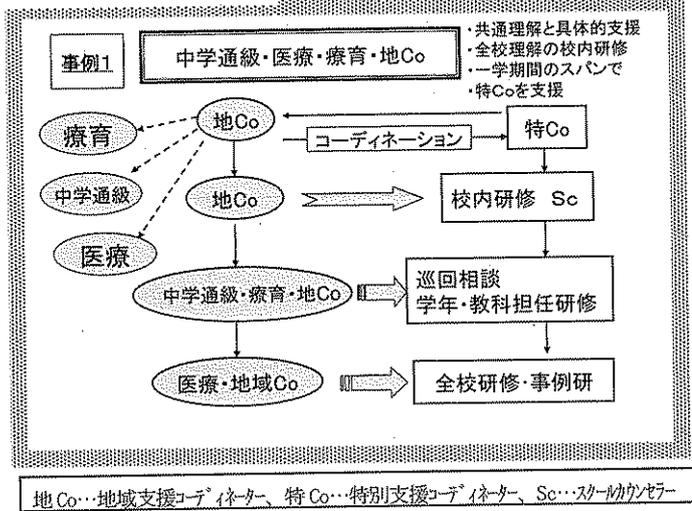 事例1
中学通級・医療・療育・地Co
・共通理解と具体的支援
・全校理解の校内研修
・一学期間のスパンで
・特Coを支援
療育
地Co
コーディネーション
特Co
中学通級
地Co
校内研修 Sc
医療
中学通級・療育・地Co
巡回相談
学年・教科担任研修
医療・地域Co
全校研修・事例研
地Co…地域支援コーディネーター、特Co…特別支援コーディネーター、Sc…スクールカウンセラー